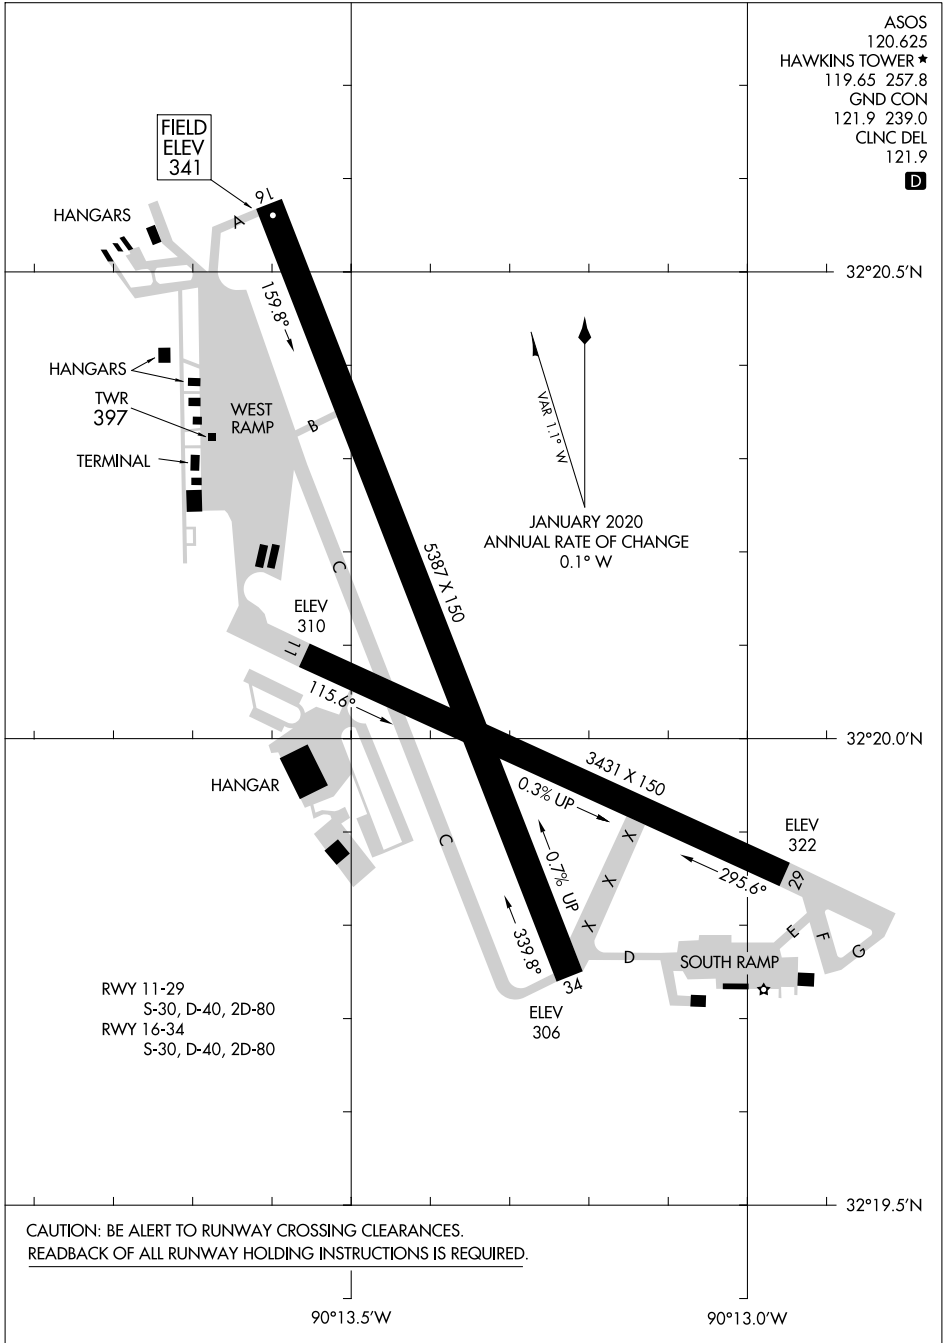 ASOS
120.625
HAWKINS TOWER ★
119.65 257.8
GND CON
121.9 239.0
CLNC DEL
121.9
D
FIELD
ELEV
341
16
A
HANGARS
32°20.5'N
159.8°
HANGARS
TWR
397
WEST
RAMP
B
VAR 1.1° W
TERMINAL
JANUARY 2020
ANNUAL RATE OF CHANGE
0.1° W
5387 X 150
C
ELEV
310
11
115.6°
32°20.0'N
3431 X 150
0.3% UP
HANGAR
ELEV
322
C
X
X
X
0.7% UP
295.6°
29
339.8°
E
F
G
D
SOUTH RAMP
34
ELEV
306
RWY 11-29
S-30, D-40, 2D-80
RWY 16-34
S-30, D-40, 2D-80
32°19.5'N
CAUTION: BE ALERT TO RUNWAY CROSSING CLEARANCES.
READBACK OF ALL RUNWAY HOLDING INSTRUCTIONS IS REQUIRED.
90°13.5'W
90°13.0'W